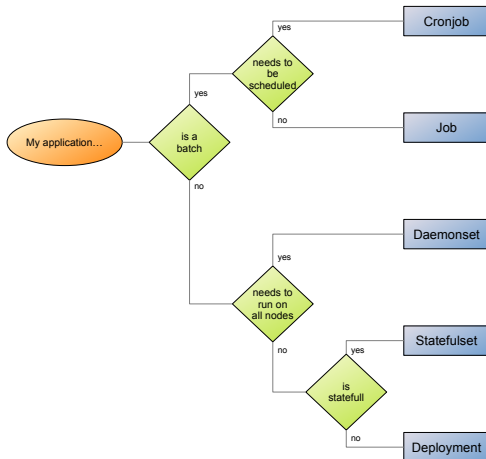 yes
Cronjob
needs to
be
scheduled
yes
no
Job
My application…
is a
batch
no
yes
Daemonset
needs to
run on
all nodes
no
yes
Statefulset
is
statefull
no
Deployment